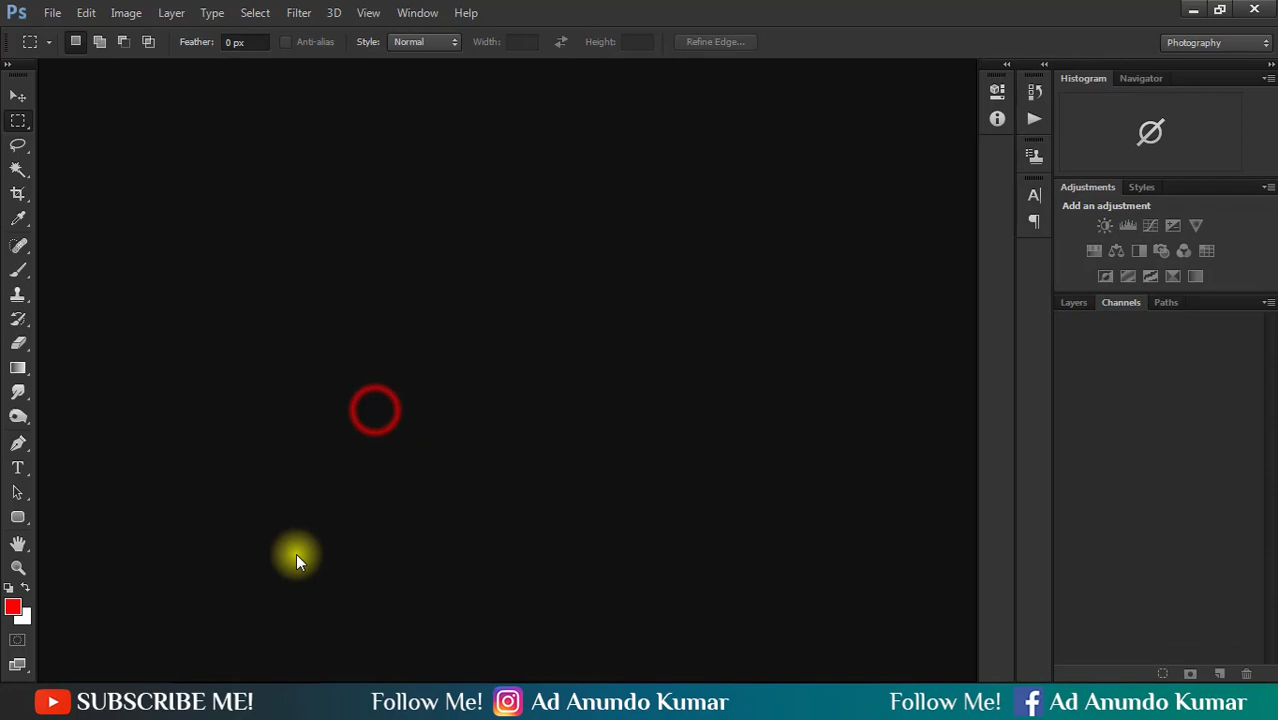 Ps File Edit Image Layer Type Select Filter 3D View Window Help
Feather: 0 px Anti-alias Style: Normal Width: Height: Refine Edge... Photography
Histogram Navigator
Adjustments Styles
Add an adjustment
Layers Channels Paths
SUBSCRIBE ME! Follow Me! Ad Anundo Kumar Follow Me! Ad Anundo Kumar